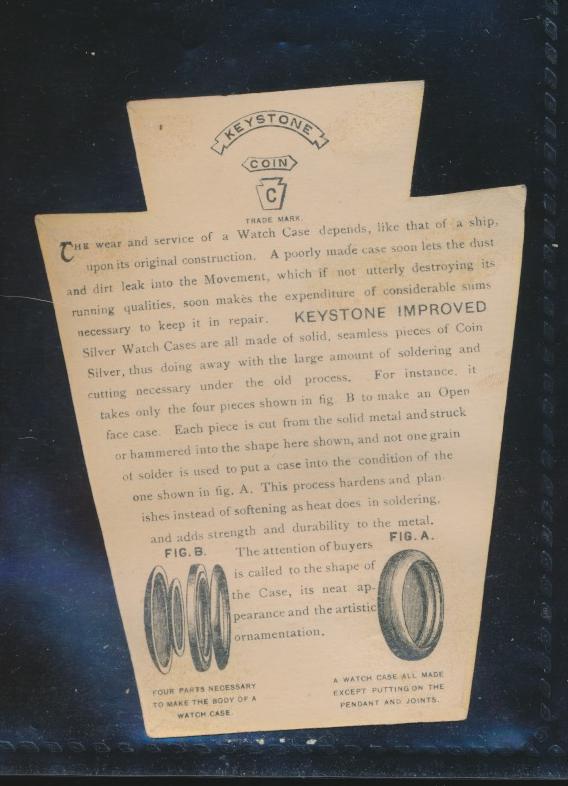 KEYSTONE
COIN
C
TRADE MARK.
THE wear and service of a Watch Case depends, like that of a ship,
upon its original construction. A poorly made case soon lets the dust
and dirt leak into the Movement, which if not utterly destroying its
running qualities, soon makes the expenditure of considerable sums
necessary to keep it in repair. KEYSTONE IMPROVED
Silver Watch Cases are all made of solid, seamless pieces of Coin
Silver, thus doing away with the large amount of soldering and
cutting necessary under the old process. For instance, it
takes only the four pieces shown in fig. B to make an Open
face case. Each piece is cut from the solid metal and struck
or hammered into the shape here shown, and not one grain
of solder is used to put a case into the condition of the
one shown in fig. A. This process hardens and plan-
ishes instead of softening as heat does in soldering,
and adds strength and durability to the metal.
FIG. B.
The attention of buyers
is called to the shape of
the Case, its neat ap-
pearance and the artistic
ornamentation.
FIG. A.
FOUR PARTS NECESSARY
TO MAKE THE BODY OF A
WATCH CASE.
A WATCH CASE ALL MADE
EXCEPT PUTTING ON THE
PENDANT AND JOINTS.